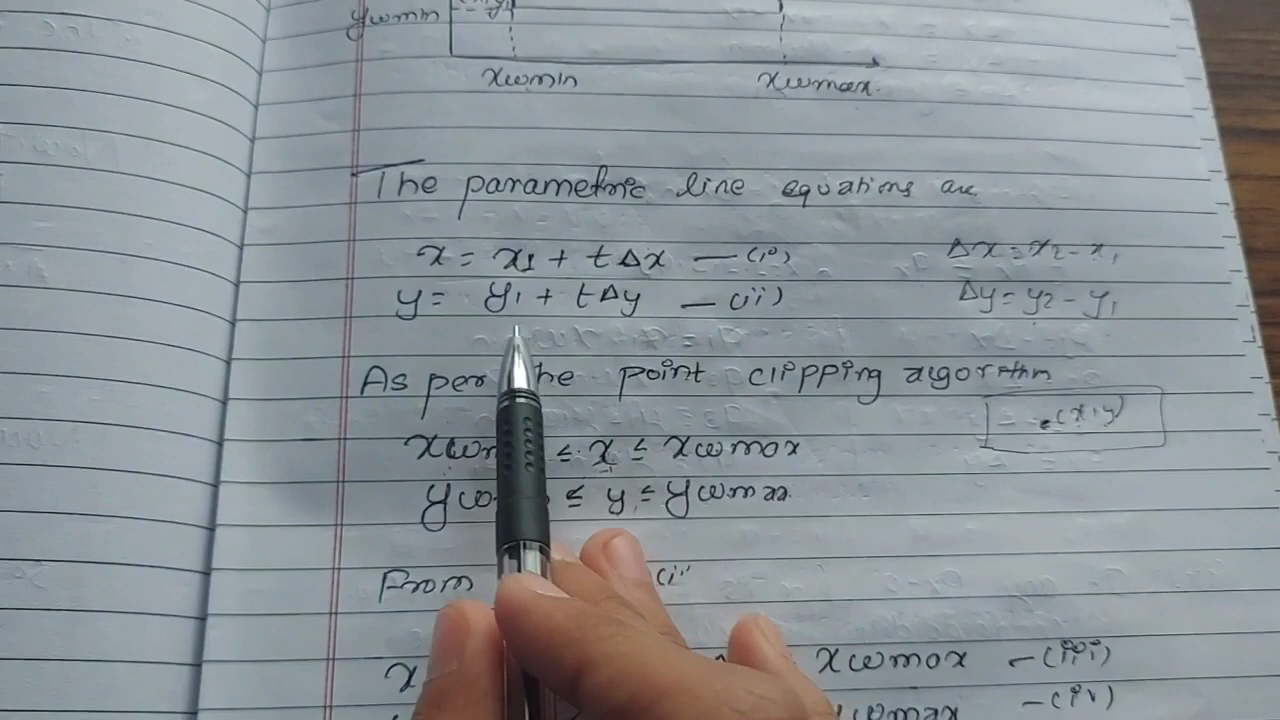 ywmin
xwmin xwmax.
The parametric line equations are
x = x1 + tΔx — (i) Δx = x2 - x1
y = y1 + tΔy — (ii) Δy = y2 - y1
As per the point clipping algorithm
(x,y)
≤ x ≤ xwmax
≤ y ≤ ywmax
From
x xwmax — (iii)
ywmax — (iv)